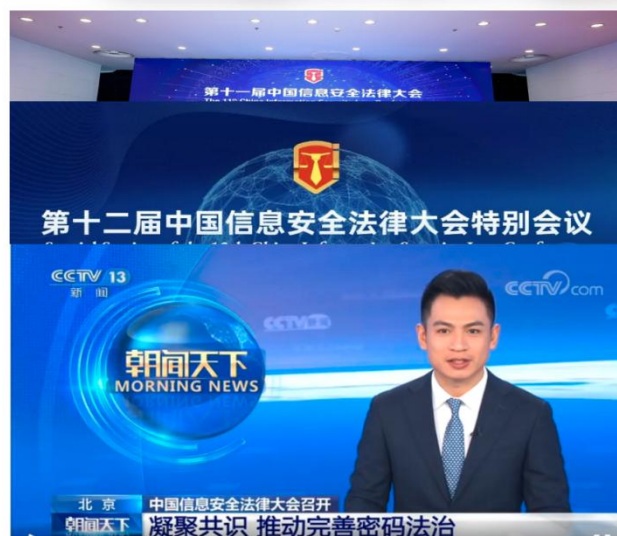 第十一届中国信息安全法律大会
第十二届中国信息安全法律大会特别会议
CCTV 13
新闻
CCTV.com
朝闻天下
MORNING NEWS
北京
中国信息安全法律大会召开
朝闻天下
凝聚共识 推动完善密码法治